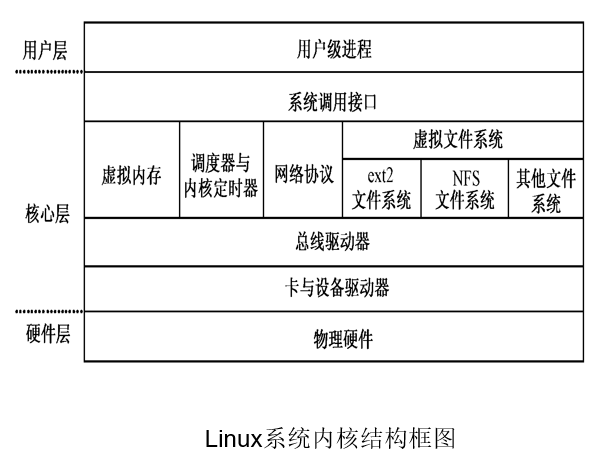 用户层
用户级进程
系统调用接口
核心层
虚拟内存
调度器与
内核定时器
网络协议
虚拟文件系统
ext2
文件系统
NFS
文件系统
其他文件
系统
总线驱动器
卡与设备驱动器
硬件层
物理硬件
Linux系统内核结构框图